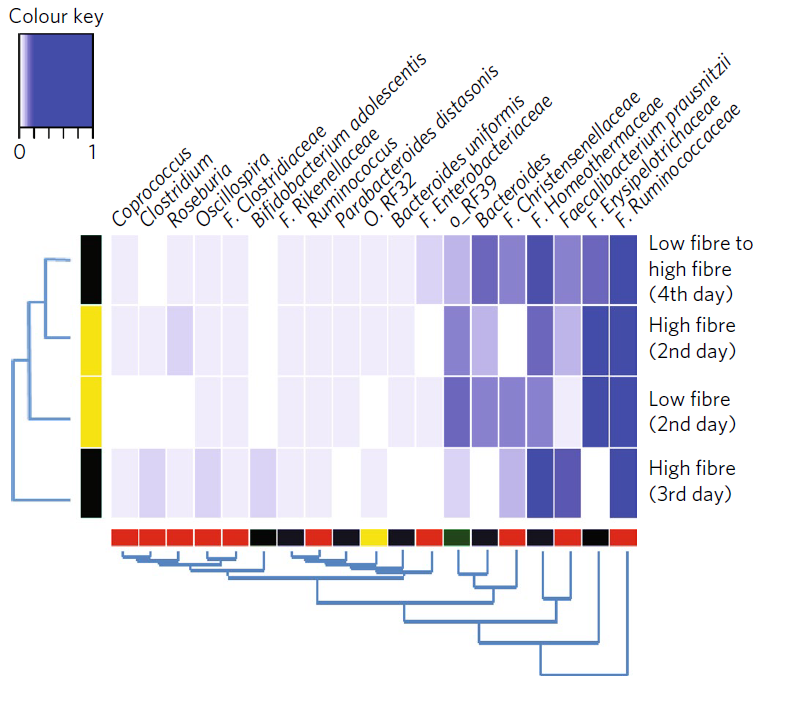 Colour key
0 1
Coprococcus
Clostridium
Roseburia
Oscillospira
F. Clostridiaceae
Bifidobacterium adolescentis
F. Rikenellaceae
Ruminococcus
Parabacteroides distasonis
O. RF32
Bacteroides uniformis
F. Enterobacteriaceae
o_RF39
Bacteroides
F. Christensenellaceae
F. Homeothermaceae
Faecalibacterium prausnitzii
F. Erysipelotrichaceae
F. Ruminococcaceae
Low fibre to
high fibre
(4th day)
High fibre
(2nd day)
Low fibre
(2nd day)
High fibre
(3rd day)